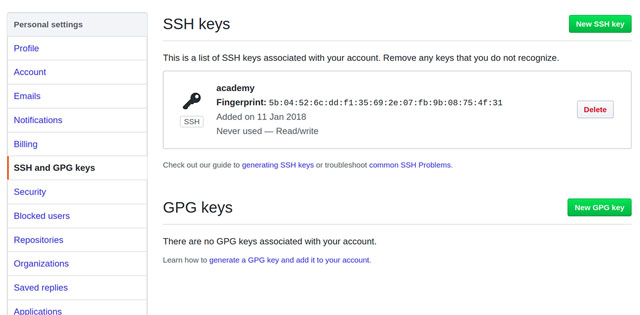 Personal settings
Profile
Account
Emails
Notifications
Billing
SSH and GPG keys
Security
Blocked users
Repositories
Organizations
Saved replies
Applications
SSH keys
New SSH key
This is a list of SSH keys associated with your account. Remove any keys that you do not recognize.
SSH
academy
Fingerprint: 5b:04:52:6c:dd:f1:35:69:2e:07:fb:9b:08:75:4f:31
Added on 11 Jan 2018
Never used — Read/write
Delete
Check out our guide to generating SSH keys or troubleshoot common SSH Problems.
GPG keys
New GPG key
There are no GPG keys associated with your account.
Learn how to generate a GPG key and add it to your account.